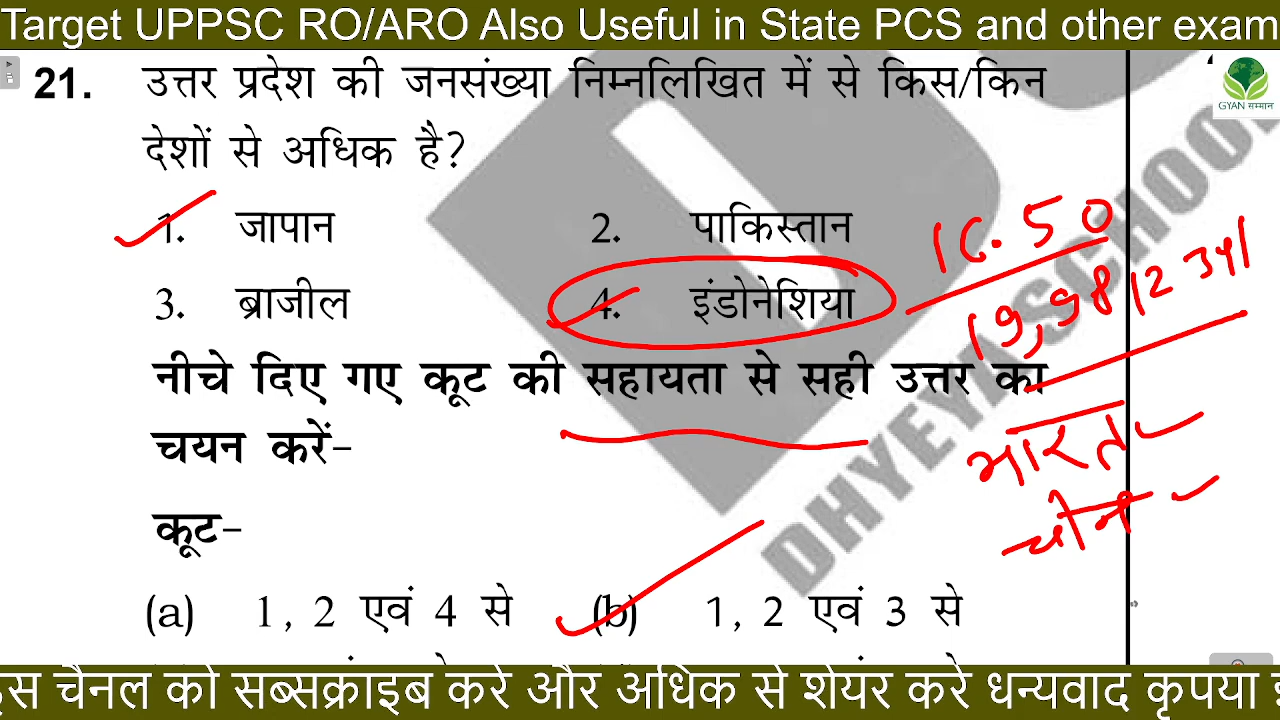 Target UPPSC RO/ARO Also Useful in State PCS and other exam
21. उत्तर प्रदेश की जनसंख्या निम्नलिखित में से किस/किन
देशों से अधिक है?
1. जापान 2. पाकिस्तान
3. ब्राजील 4. इंडोनेशिया
नीचे दिए गए कूट की सहायता से सही उत्तर का
चयन करें-
कूट-
(a) 1, 2 एवं 4 से (b) 1, 2 एवं 3 से
GYAN सम्मान
DHYEYA SCHOOL
16.50
19,9812341
भारत
चीन
इस चैनल को सब्सक्राइब करे और अधिक से शेयर करे धन्यवाद कृपया इ